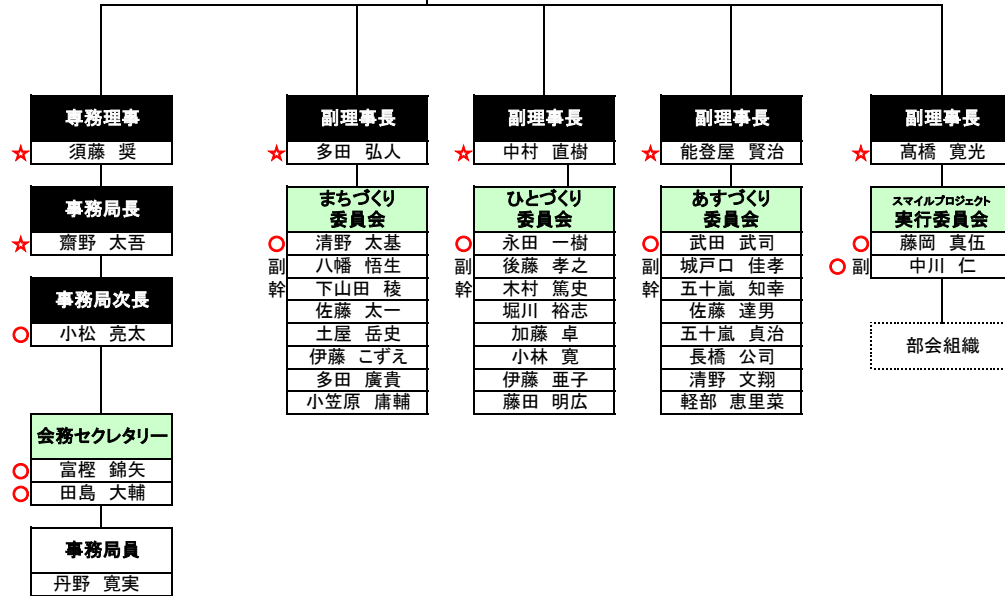 専務理事
☆ 須藤 奨
事務局長
☆ 齋野 太吾
事務局次長
○ 小松 亮太
会務セクレタリー
○ 富樫 錦矢
○ 田島 大輔
事務局員
丹野 寛実
副理事長
☆ 多田 弘人
まちづくり
委員会
○ 清野 太基
副 八幡 悟生
幹 下山田 稜
佐藤 太一
土屋 岳史
伊藤 こずえ
多田 廣貴
小笠原 庸輔
副理事長
☆ 中村 直樹
ひとづくり
委員会
○ 永田 一樹
副 後藤 孝之
幹 木村 篤史
堀川 裕志
加藤 卓
小林 寛
伊藤 亜子
藤田 明広
副理事長
☆ 能登屋 賢治
あすづくり
委員会
○ 武田 武司
副 城戸口 佳孝
幹 五十嵐 知幸
佐藤 達男
五十嵐 貞治
長橋 公司
清野 文翔
軽部 恵里菜
副理事長
☆ 髙橋 寛光
スマイルプロジェクト
実行委員会
○ 藤岡 真伍
○ 副 中川 仁
部会組織